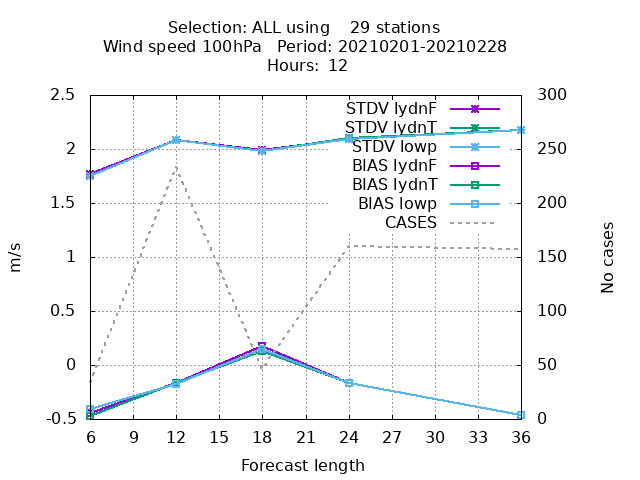 Selection: ALL using    29 stations
Wind speed 100hPa   Period: 20210201-20210228
Hours: 12
2.5
2
1.5
1
0.5
0
-0.5
m/s
300
250
200
150
100
50
0
No cases
STDV lydnF
STDV lydnT
STDV lowp
BIAS lydnF
BIAS lydnT
BIAS lowp
CASES
6 9 12 15 18 21 24 27 30 33 36
Forecast length